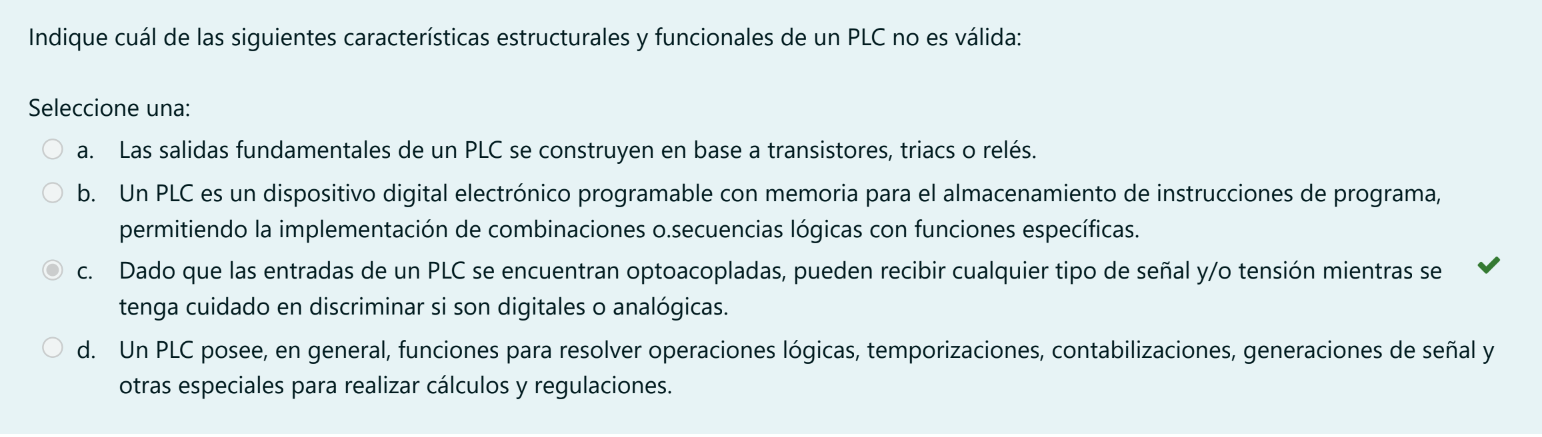 Indique cuál de las siguientes características estructurales y funcionales de un PLC no es válida:
Seleccione una:
a. Las salidas fundamentales de un PLC se construyen en base a transistores, triacs o relés.
b. Un PLC es un dispositivo digital electrónico programable con memoria para el almacenamiento de instrucciones de programa,
permitiendo la implementación de combinaciones o.secuencias lógicas con funciones específicas.
c. Dado que las entradas de un PLC se encuentran optoacopladas, pueden recibir cualquier tipo de señal y/o tensión mientras se
tenga cuidado en discriminar si son digitales o analógicas.
d. Un PLC posee, en general, funciones para resolver operaciones lógicas, temporizaciones, contabilizaciones, generaciones de señal y
otras especiales para realizar cálculos y regulaciones.